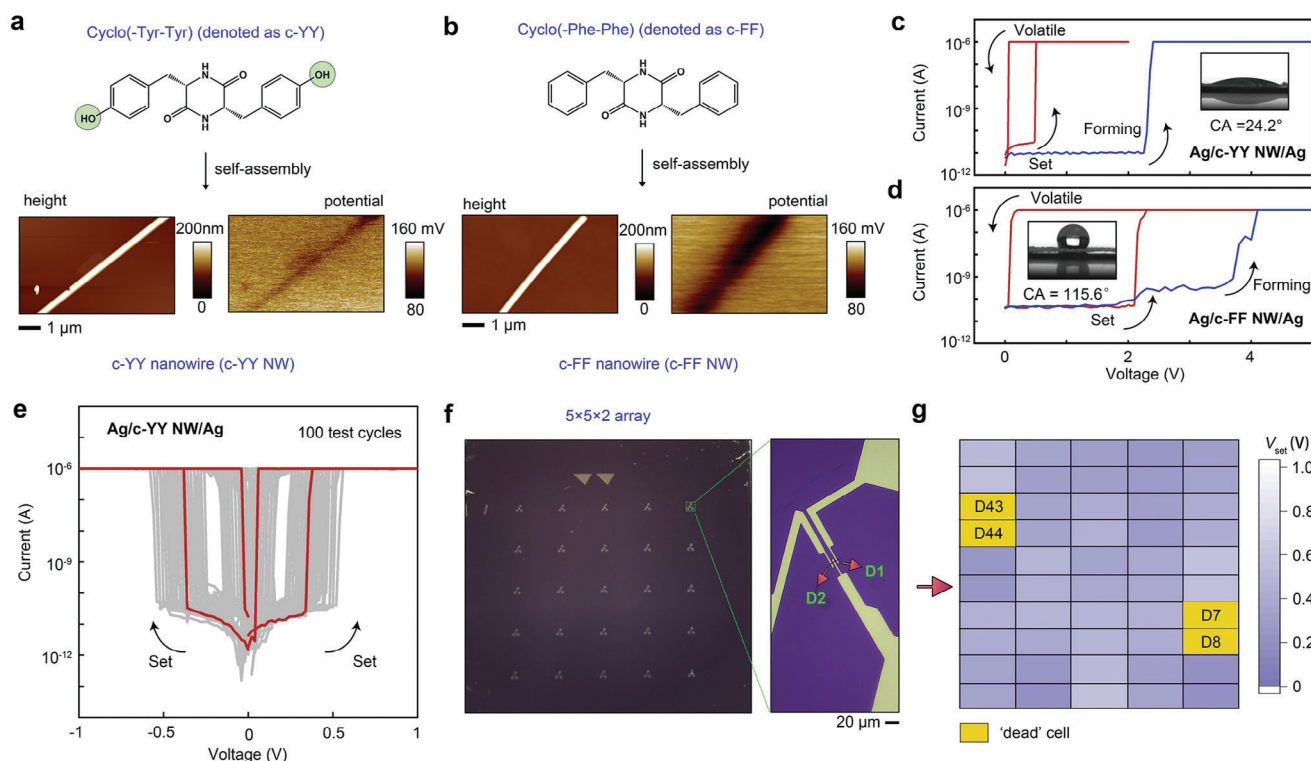 a
Cyclo(-Tyr-Tyr) (denoted as c-YY)
HO
O
H
N
N
H
O
OH
self-assembly
height
potential
200nm
0
160 mV
80
1 μm
c-YY nanowire (c-YY NW)
b
Cyclo(-Phe-Phe) (denoted as c-FF)
O
H
N
N
H
O
self-assembly
height
potential
200nm
0
160 mV
80
1 μm
c-FF nanowire (c-FF NW)
c
Volatile
10-6
10-9
10-12
Current (A)
Forming
Set
CA =24.2°
Ag/c-YY NW/Ag
d
Volatile
10-6
10-9
10-12
Current (A)
CA = 115.6°
Forming
Set
Ag/c-FF NW/Ag
0
2
4
Voltage (V)
e
Ag/c-YY NW/Ag
100 test cycles
10-6
10-9
10-12
Current (A)
Set
Set
-1
-0.5
0
0.5
1
Voltage (V)
f
5×5×2 array
D1
D2
20 μm
g
Vset (V)
1.0
0.8
0.6
0.4
0.2
0
D43
D44
D7
D8
'dead' cell